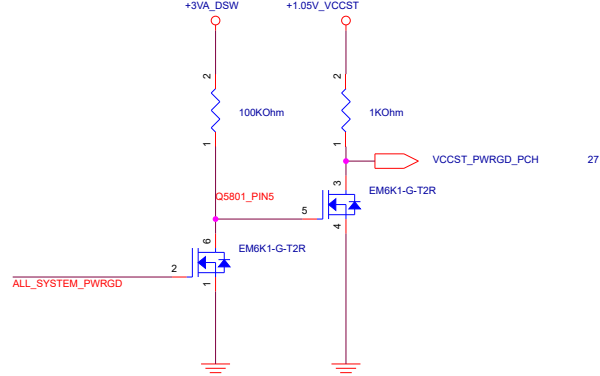 +3VA_DSW
+1.05V_VCCST
2
2
100KOhm
1KOhm
1
1
VCCST_PWRGD_PCH
27
3
EM6K1-G-T2R
Q5801_PIN5
5
4
6
EM6K1-G-T2R
2
ALL_SYSTEM_PWRGD
1